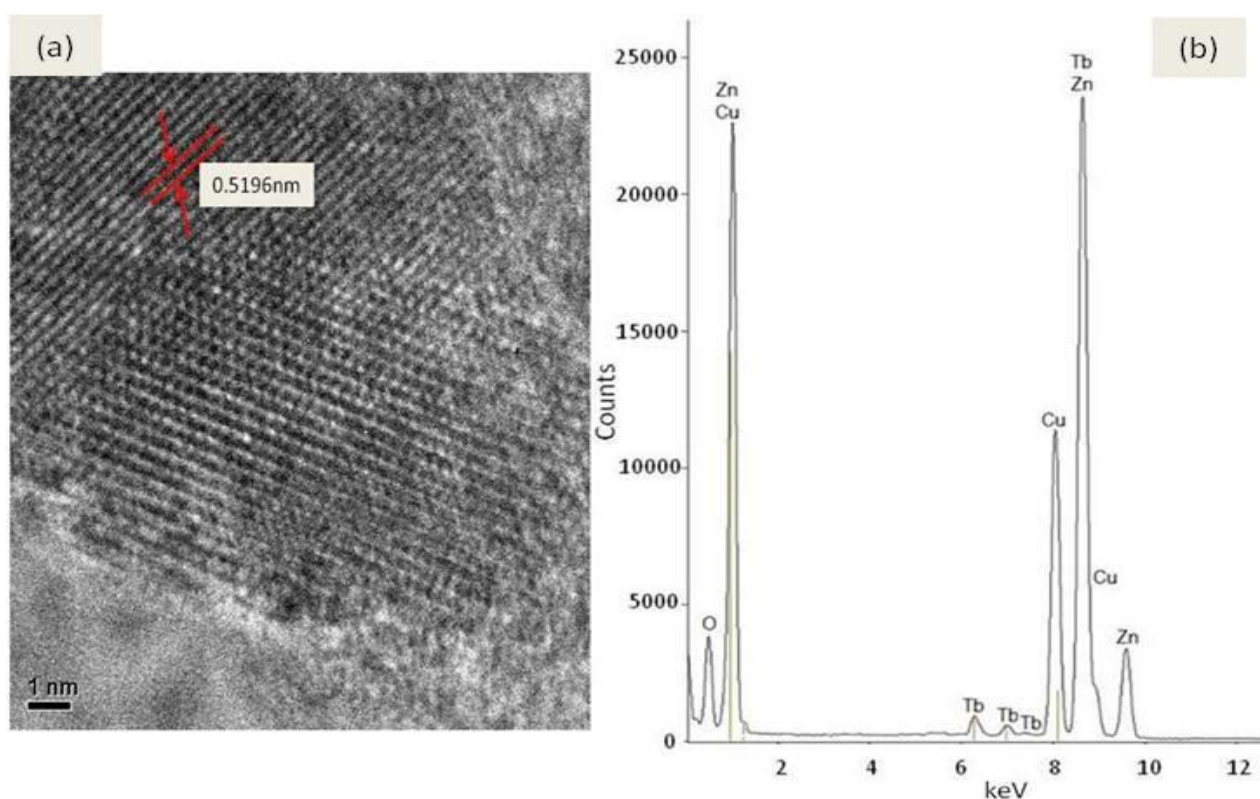 (a)
0.5196nm
1 nm
(b)
Counts
25000
20000
15000
10000
5000
0
O
Zn
Cu
Tb
Tb
Tb
Cu
Tb
Zn
Cu
Zn
2
4
6
8
10
12
keV